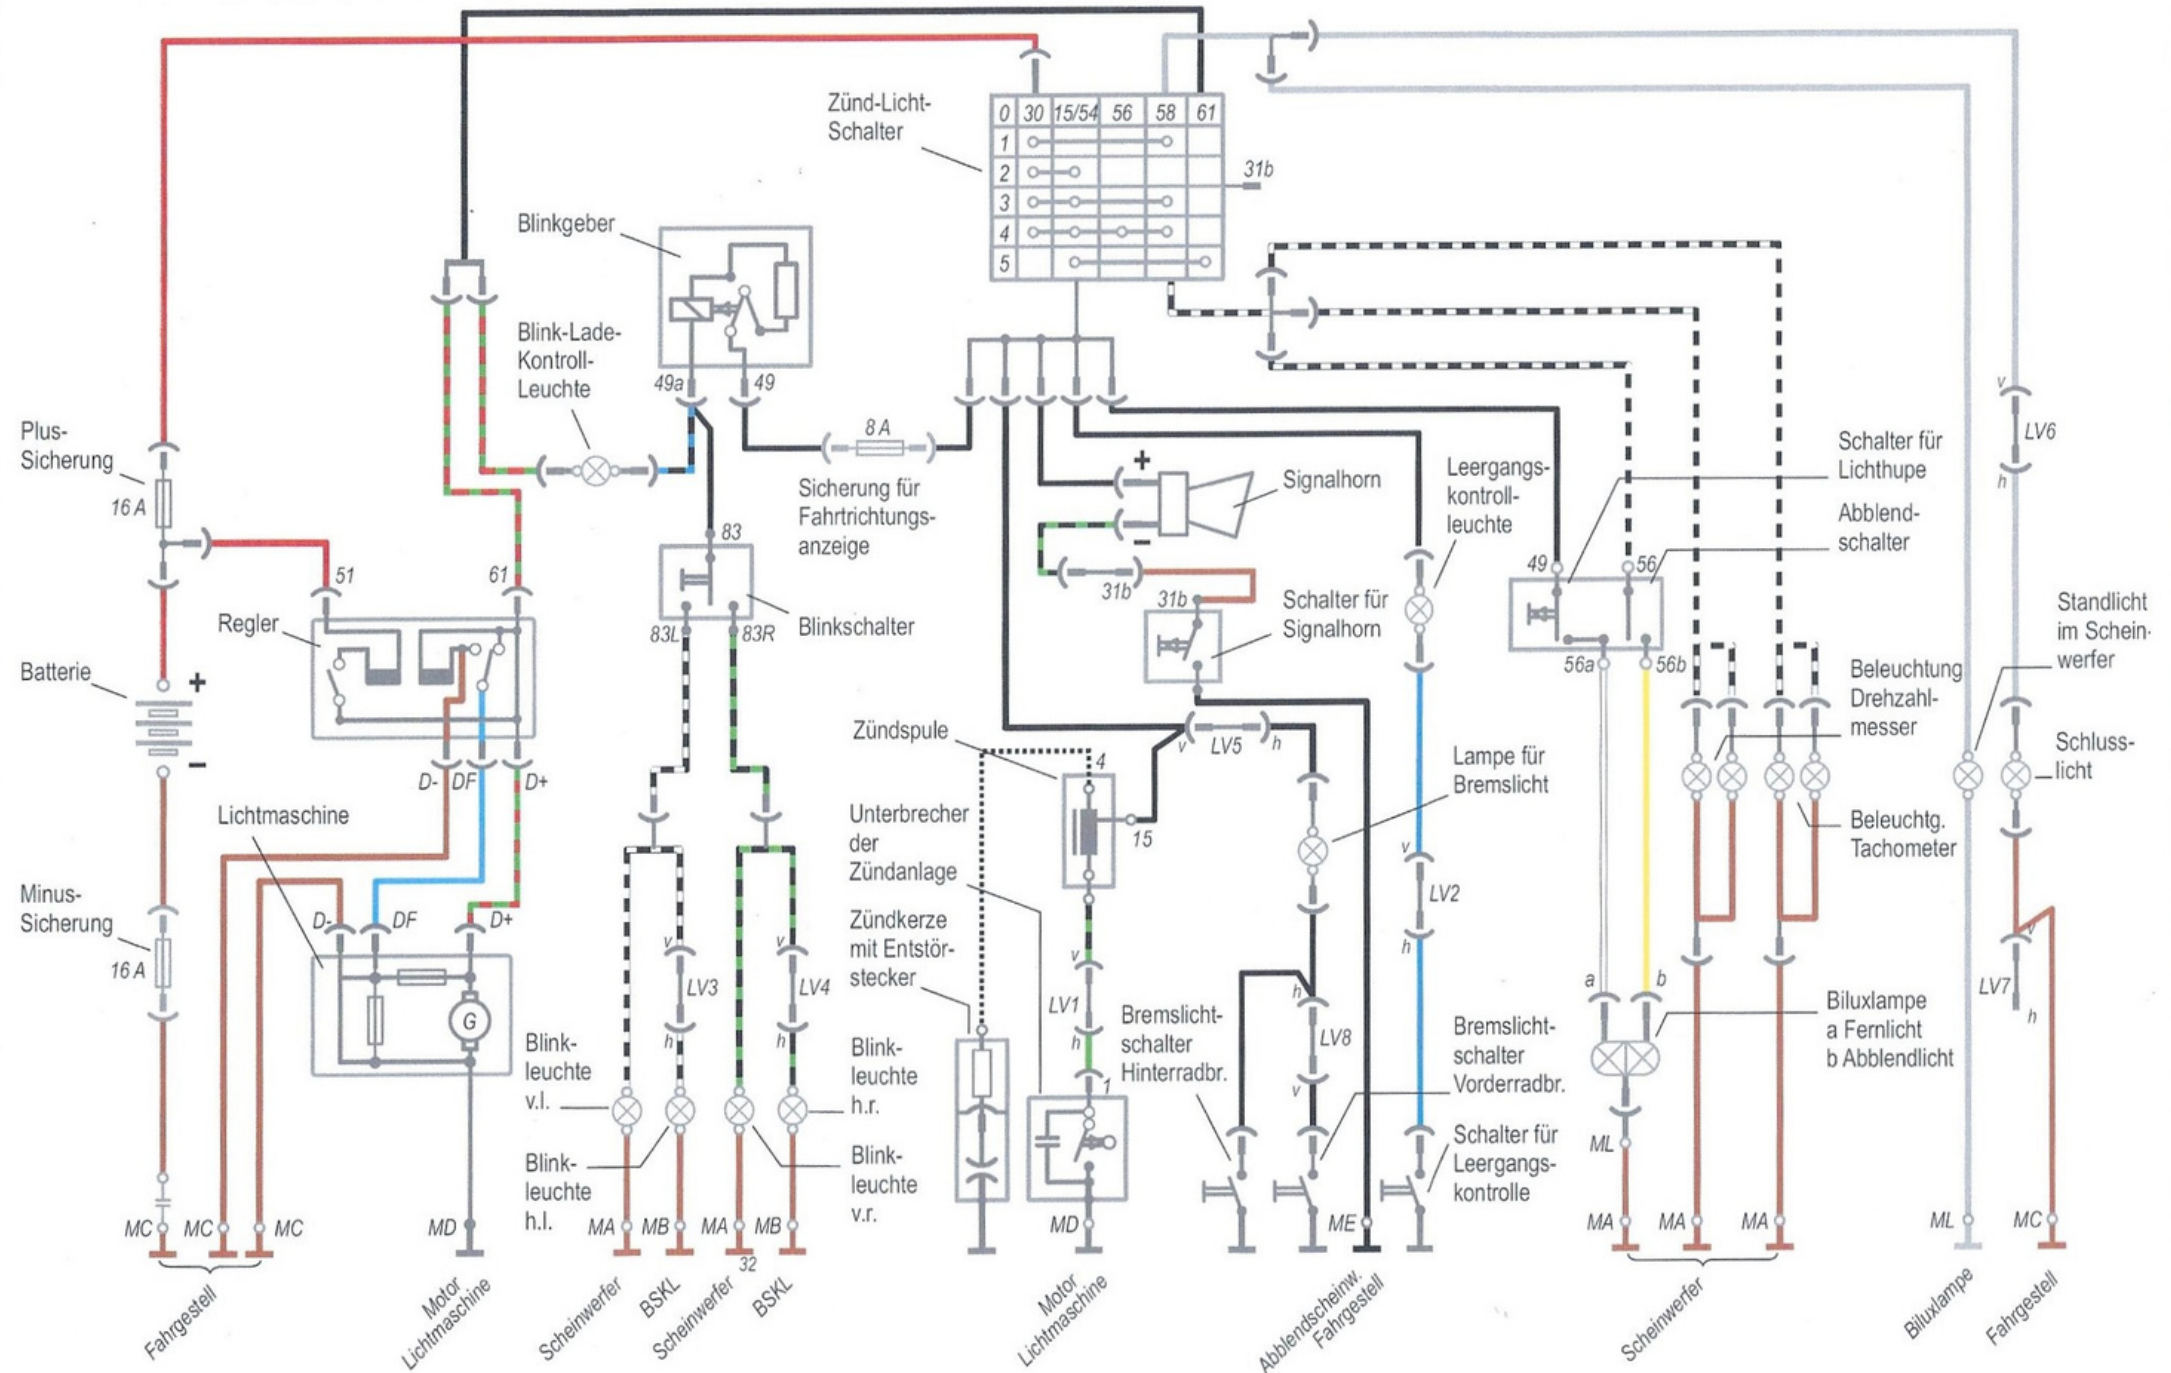 Zünd-Licht-
Schalter
0 30 15/54 56 58 61
1
2
3
4
5
31b
Blinkgeber
49a
49
Blink-Lade-
Kontroll-
Leuchte
8 A
Sicherung für
Fahrtrichtungs-
anzeige
Plus-
Sicherung
16 A
51
61
Regler
Batterie
+
−
D-
DF
D+
Lichtmaschine
Minus-
Sicherung
16 A
D-
DF
D+
G
MC
MC
MC
Fahrgestell
MD
Motor
Lichtmaschine
83
Blinkschalter
83L
83R
v
LV3
h
v
LV4
h
Blink-
leuchte
v.l.
Blink-
leuchte
h.l.
Blink-
leuchte
h.r.
Blink-
leuchte
v.r.
MA
MB
MA
MB
32
Scheinwerfer
BSKL
Scheinwerfer
BSKL
+
Signalhorn
−
31b
31b
Schalter für
Signalhorn
Zündspule
4
15
v
LV5
h
Unterbrecher
der
Zündanlage
Zündkerze
mit Entstör-
stecker
v
LV1
h
1
MD
Motor
Lichtmaschine
Lampe für
Bremslicht
Bremslicht-
schalter
Hinterradbr.
h
LV8
v
Bremslicht-
schalter
Vorderradbr.
ME
Abblendscheinw.
Fahrgestell
Leergangs-
kontroll-
leuchte
v
LV2
h
Schalter für
Leergangs-
kontrolle
Schalter für
Lichthupe
Abblend-
schalter
49
56
56a
56b
a
b
Biluxlampe
a Fernlicht
b Abblendlicht
ML
MA
MA
MA
Scheinwerfer
Beleuchtung
Drehzahl-
messer
Beleuchtg.
Tachometer
Standlicht
im Schein-
werfer
v
LV6
h
Schluss-
licht
v
LV7
h
ML
MC
Biluxlampe
Fahrgestell